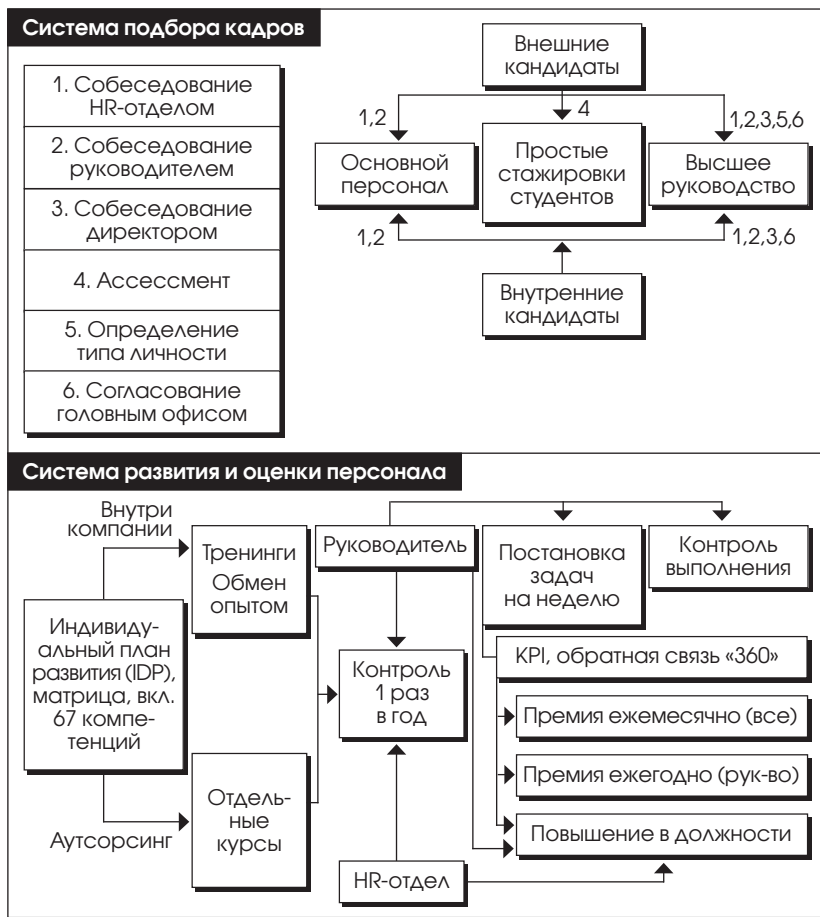 Система подбора кадров
1. Собеседование
HR-отделом
2. Собеседование
руководителем
3. Собеседование
директором
4. Ассессмент
5. Определение
типа личности
6. Согласование
головным офисом
Внешние
кандидаты
1,2
4
1,2,3,5,6
Основной
персонал
Простые
стажировки
студентов
Высшее
руководство
1,2
1,2,3,6
Внутренние
кандидаты
Система развития и оценки персонала
Внутри
компании
Тренинги
Обмен
опытом
Индивиду-
альный план
развития (IDP),
матрица, вкл.
67 компе-
тенций
Аутсорсинг
Отдель-
ные
курсы
Руководитель
Контроль
1 раз
в год
HR-отдел
Постановка
задач
на неделю
Контроль
выполнения
KPI, обратная связь «360»
Премия ежемесячно (все)
Премия ежегодно (рук-во)
Повышение в должности